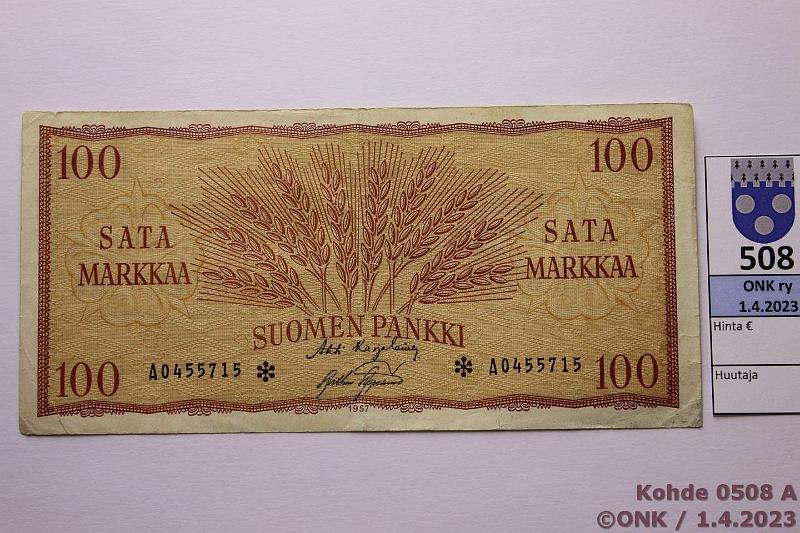 100
100
SATA
MARKKAA
SATA
MARKKAA
SUOMEN PANKKI
A0455715 *
* A0455715
100
100
1957
508
ONK ry
1.4.2023
Hinta €
Huutaja
Kohde 0508 A
©ONK / 1.4.2023